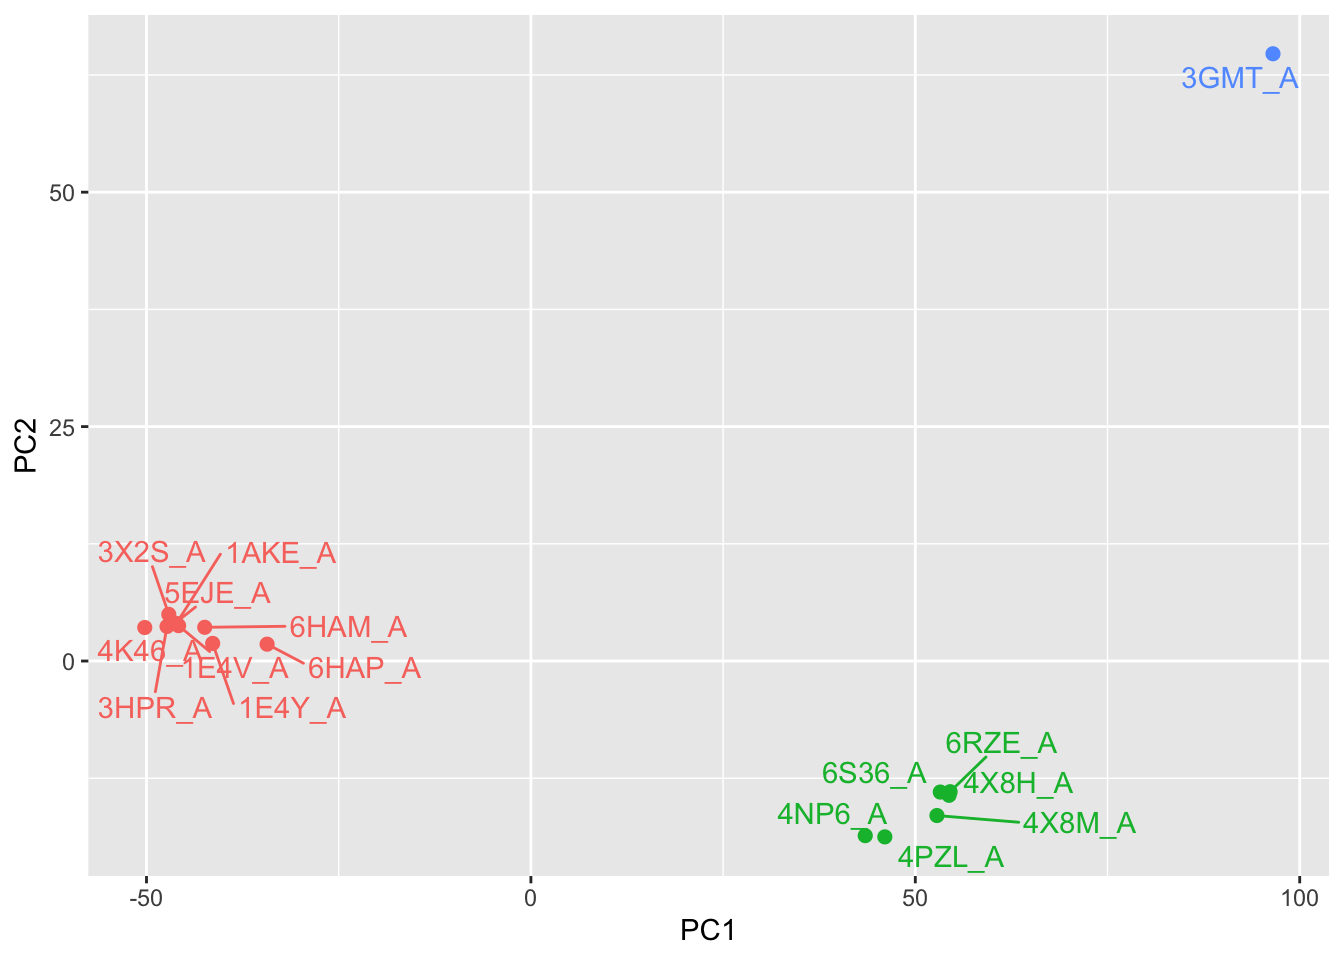 3GMT_A
50
PC2
25
3X2S_A
1AKE_A
5EJE_A
6HAM_A
4K46_A
1E4V_A
6HAP_A
0
3HPR_A
1E4Y_A
6RZE_A
6S36_A
4X8H_A
4NP6_A
4X8M_A
4PZL_A
-50 0 50 100
PC1